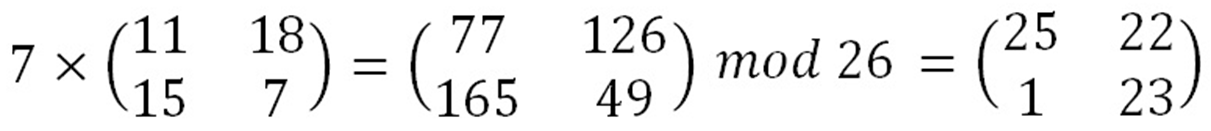 7 × (11 18 15 7) = (77 126 165 49) mod 26 = (25 22 1 23)